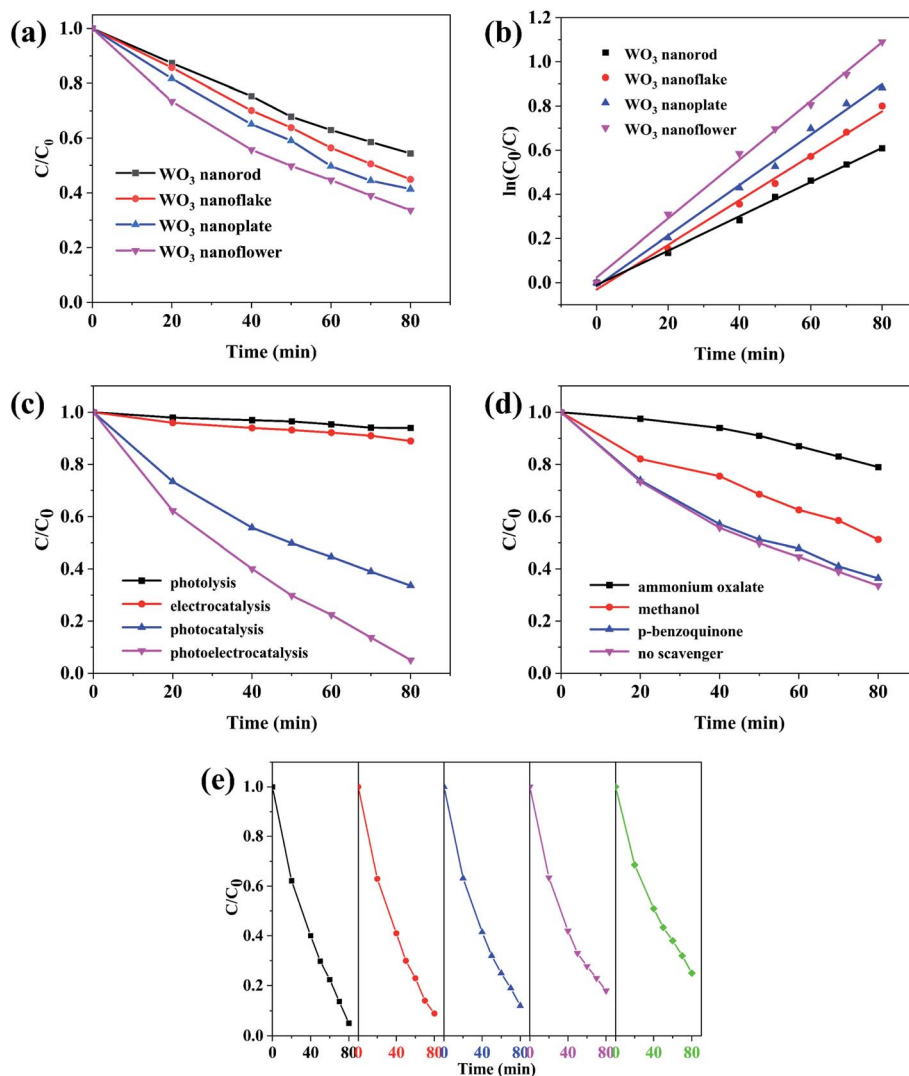 (a)
C/C0
1.0
0.8
0.6
0.4
0.2
0.0
WO3 nanorod
WO3 nanoflake
WO3 nanoplate
WO3 nanoflower
0 20 40 60 80
Time (min)
(b)
ln(C0/C)
1.2
1.0
0.8
0.6
0.4
0.2
0.0
WO3 nanorod
WO3 nanoflake
WO3 nanoplate
WO3 nanoflower
0 20 40 60 80
Time (min)
(c)
C/C0
1.0
0.8
0.6
0.4
0.2
0.0
photolysis
electrocatalysis
photocatalysis
photoelectrocatalysis
0 20 40 60 80
Time (min)
(d)
C/C0
1.0
0.8
0.6
0.4
0.2
0.0
ammonium oxalate
methanol
p-benzoquinone
no scavenger
0 20 40 60 80
Time (min)
(e)
C/C0
1.0
0.8
0.6
0.4
0.2
0.0
0 40 80 0 40 80 0 40 80 0 40 80 0 40 80
Time (min)